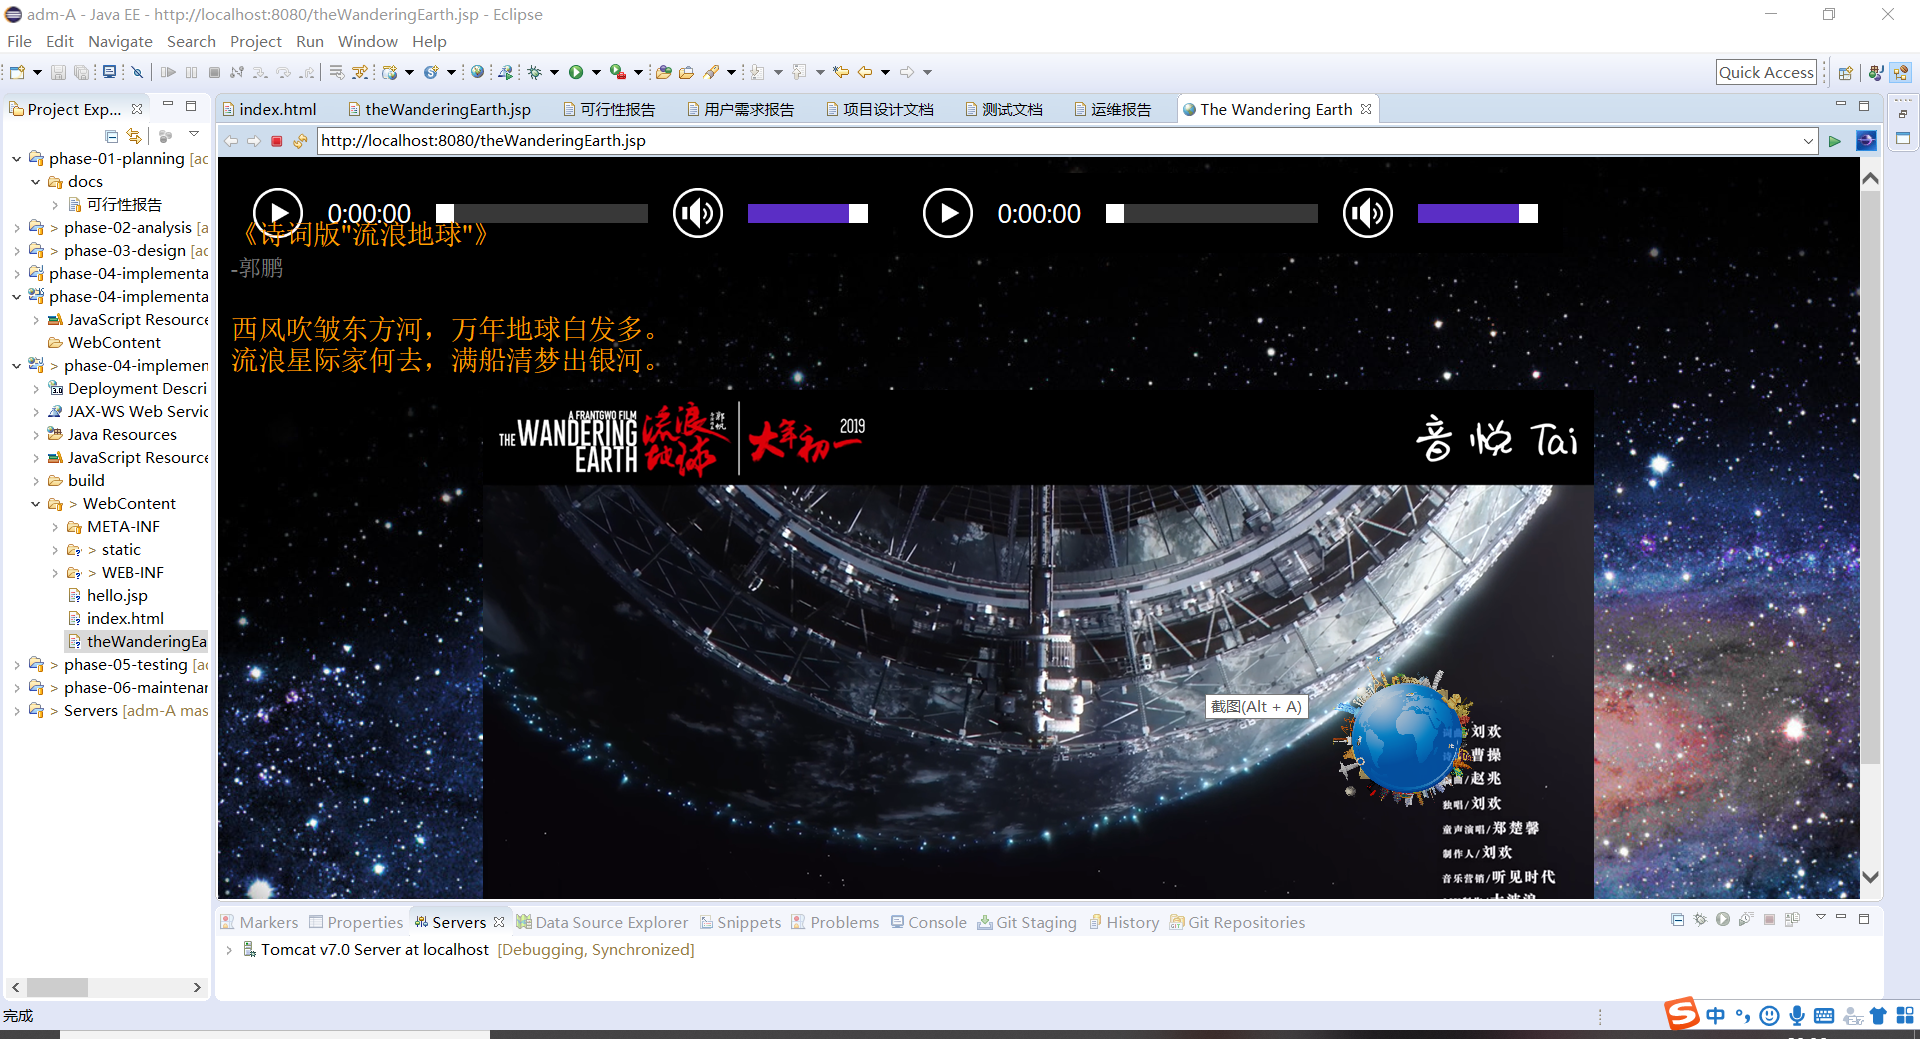 adm-A - Java EE - http://localhost:8080/theWanderingEarth.jsp - Eclipse
File Edit Navigate Search Project Run Window Help
Quick Access
Project Exp...
index.html theWanderingEarth.jsp 可行性报告 用户需求报告 项目设计文档 测试文档 运维报告 The Wandering Earth
http://localhost:8080/theWanderingEarth.jsp
phase-01-planning [ac
docs
可行性报告
> phase-02-analysis [a
> phase-03-design [ac
phase-04-implementa
phase-04-implementa
JavaScript Resource
WebContent
> phase-04-implemen
Deployment Descri
JAX-WS Web Servic
Java Resources
JavaScript Resource
build
> WebContent
META-INF
> static
> WEB-INF
hello.jsp
index.html
theWanderingEa
> phase-05-testing [ac
> phase-06-maintenan
> Servers [adm-A mas
0:00:00 0:00:00
《诗词版"流浪地球"》
-郭鹏
西风吹皱东方河，万年地球白发多。
流浪星际家何去，满船清梦出银河。
A FRANTGWO FILM
THE WANDERING EARTH
流浪地球
大年初一 2019
音悦 Tai
截图(Alt + A)
刘欢
曹操
/赵兆
独唱/刘欢
童声演唱/郑楚馨
制作人/刘欢
音乐营销/听见时代
Markers Properties Servers Data Source Explorer Snippets Problems Console Git Staging History Git Repositories
Tomcat v7.0 Server at localhost [Debugging, Synchronized]
完成
S 中